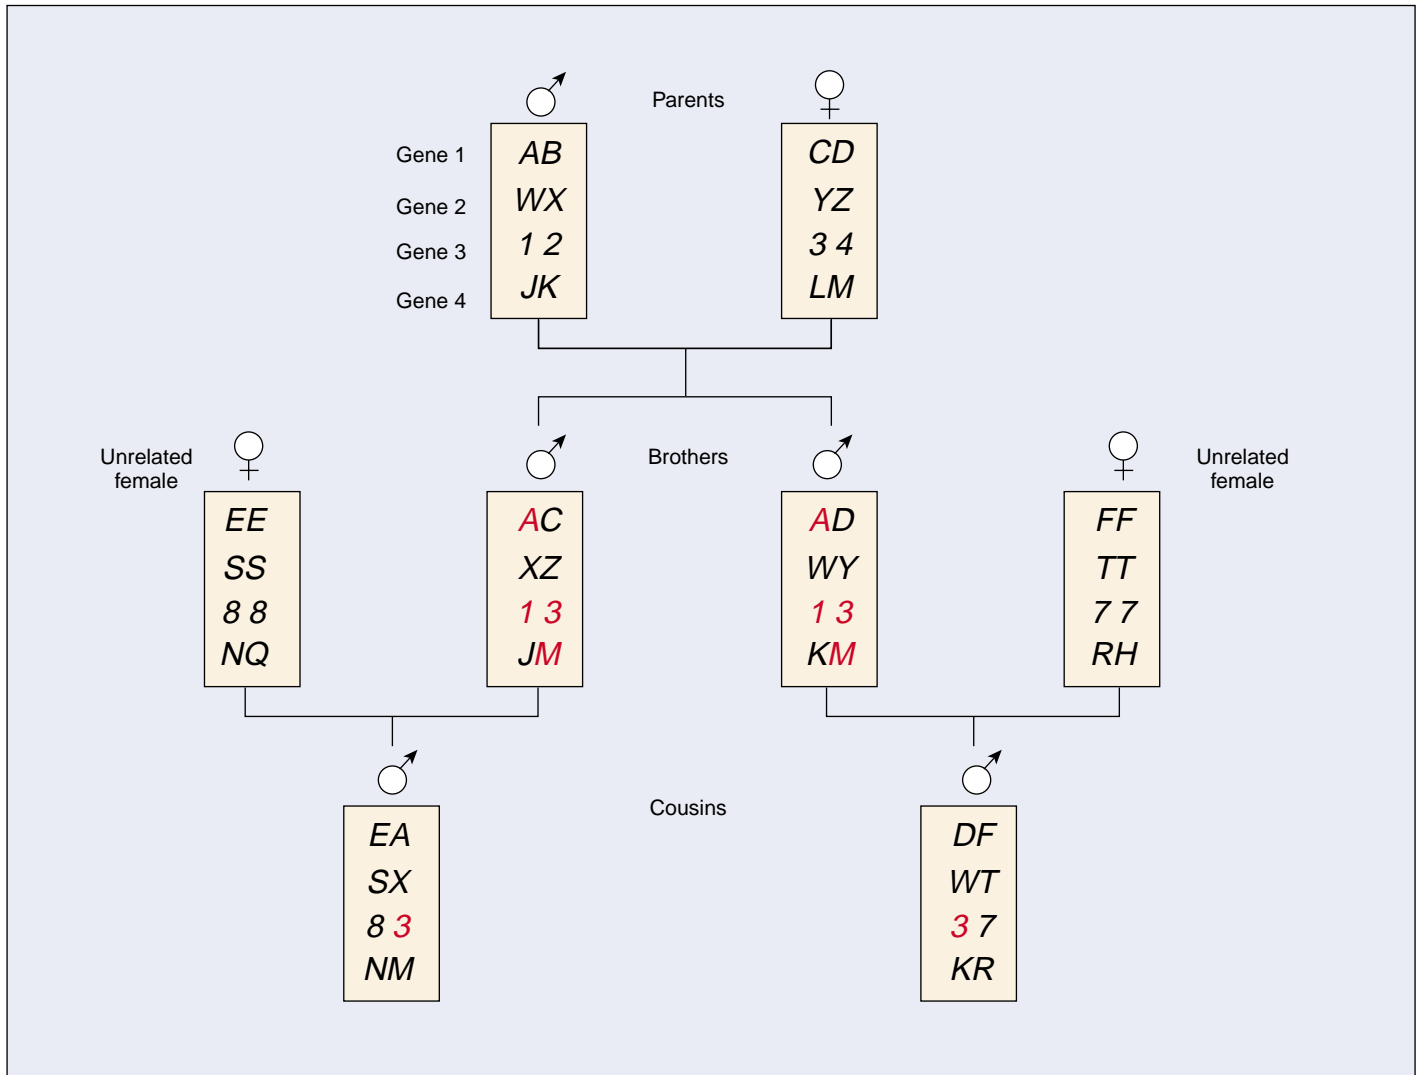 Parents
Gene 1
AB
CD
Gene 2
WX
YZ
Gene 3
1 2
3 4
Gene 4
JK
LM
Unrelated
female
Brothers
Unrelated
female
EE
AC
AD
FF
SS
XZ
WY
TT
8 8
1 3
1 3
7 7
NQ
JM
KM
RH
Cousins
EA
DF
SX
WT
8 3
3 7
NM
KR